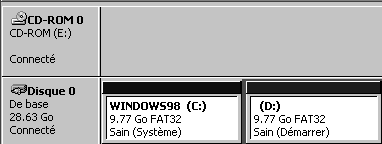 CD-ROM 0
CD-ROM (E:)
Connecté
Disque 0
De base
28.63 Go
Connecté
WINDOWS98 (C:)
9.77 Go FAT32
Sain (Système)
(D:)
9.77 Go FAT32
Sain (Démarrer)